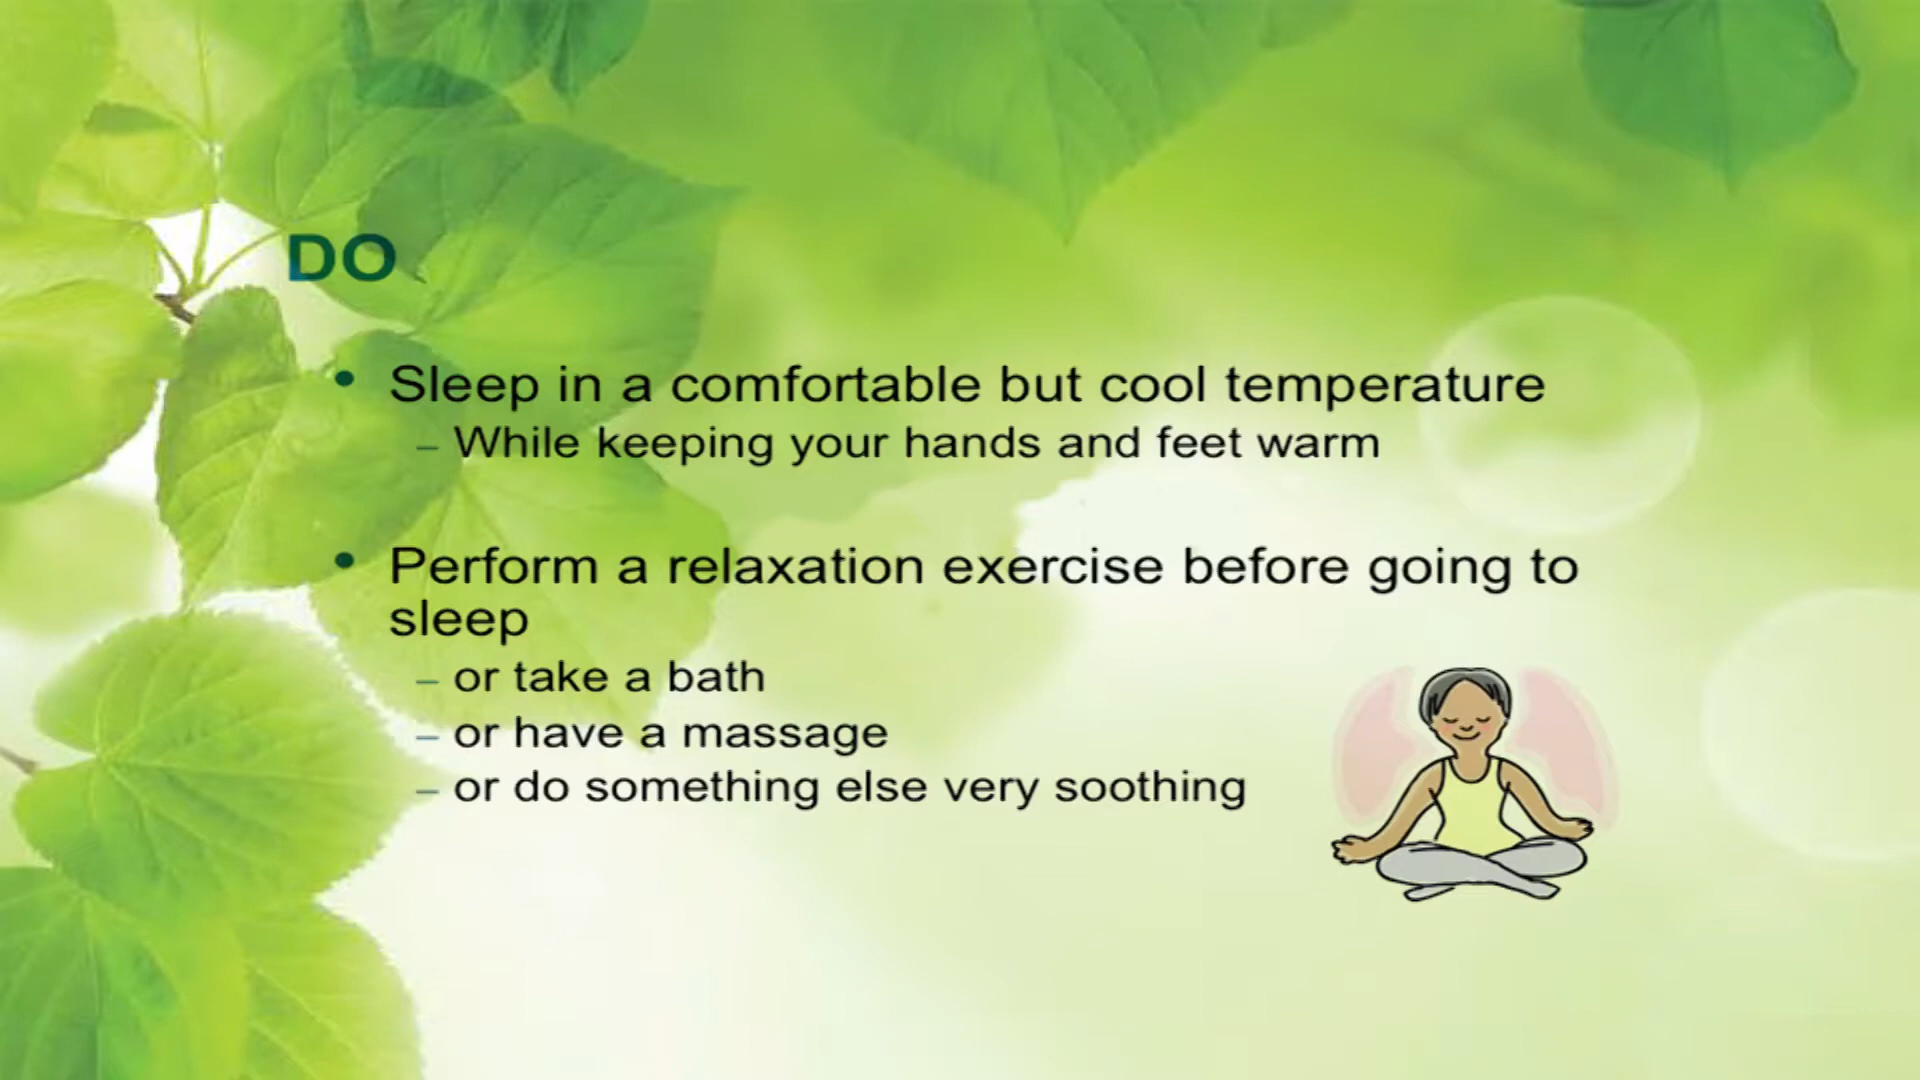 DO
• Sleep in a comfortable but cool temperature
– While keeping your hands and feet warm
• Perform a relaxation exercise before going to
sleep
– or take a bath
– or have a massage
– or do something else very soothing